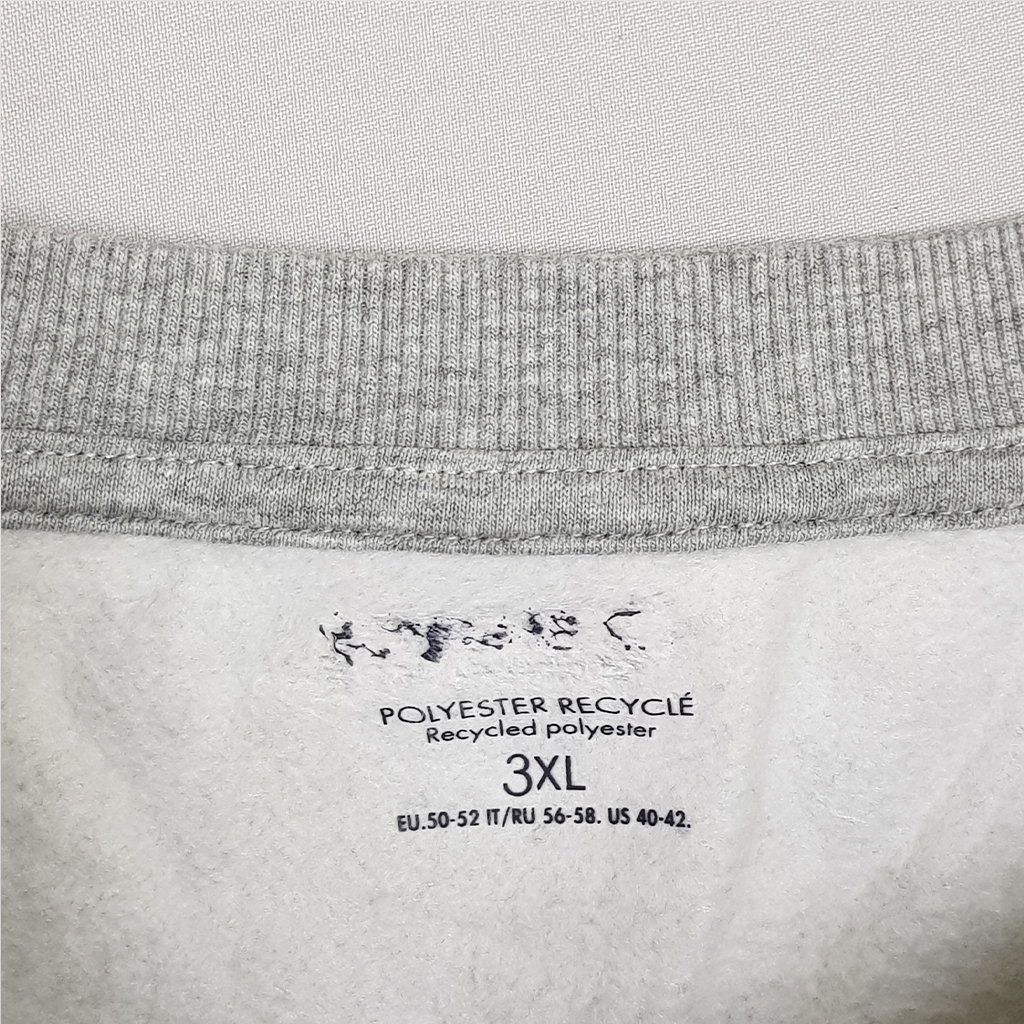 POLYESTER RECYCLÉ
Recycled polyester
3XL
EU.50-52 IT/RU 56-58. US 40-42.